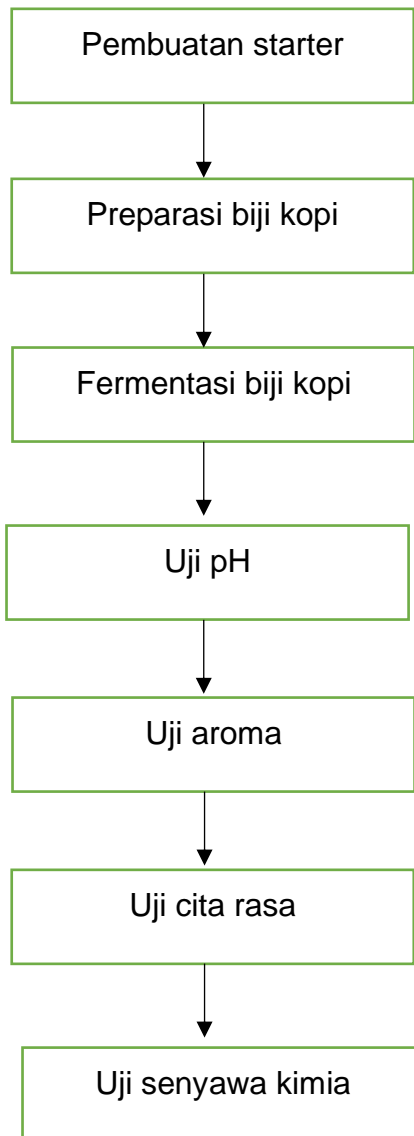 Pembuatan starter
Preparasi biji kopi
Fermentasi biji kopi
Uji pH
Uji aroma
Uji cita rasa
Uji senyawa kimia